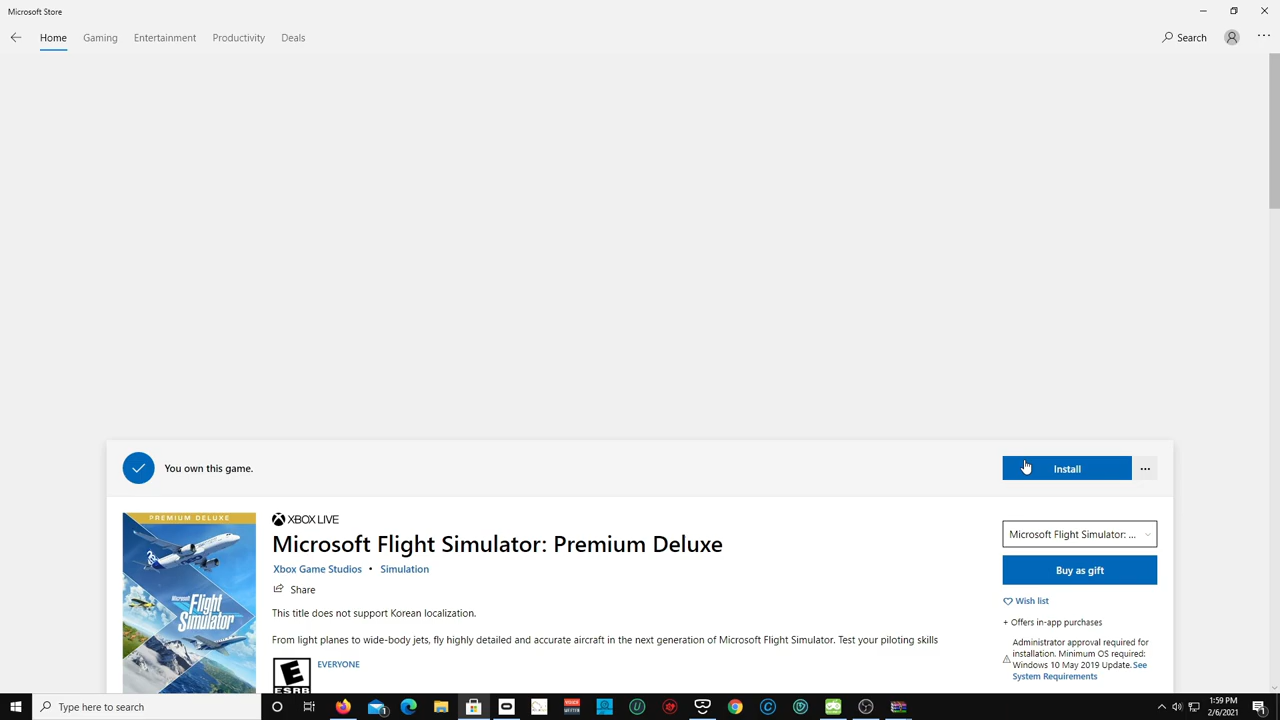 Microsoft Store
Home Gaming Entertainment Productivity Deals Search
You own this game.
Install
PREMIUM DELUXE
Microsoft
Flight
Simulator
XBOX LIVE
Microsoft Flight Simulator: Premium Deluxe
Xbox Game Studios • Simulation
Share
This title does not support Korean localization.
From light planes to wide-body jets, fly highly detailed and accurate aircraft in the next generation of Microsoft Flight Simulator. Test your piloting skills
E
ESRB
EVERYONE
Microsoft Flight Simulator: ...
Buy as gift
Wish list
+ Offers in-app purchases
Administrator approval required for
installation. Minimum OS required:
Windows 10 May 2019 Update. See
System Requirements
Type here to search
1:59 PM
2/6/2021